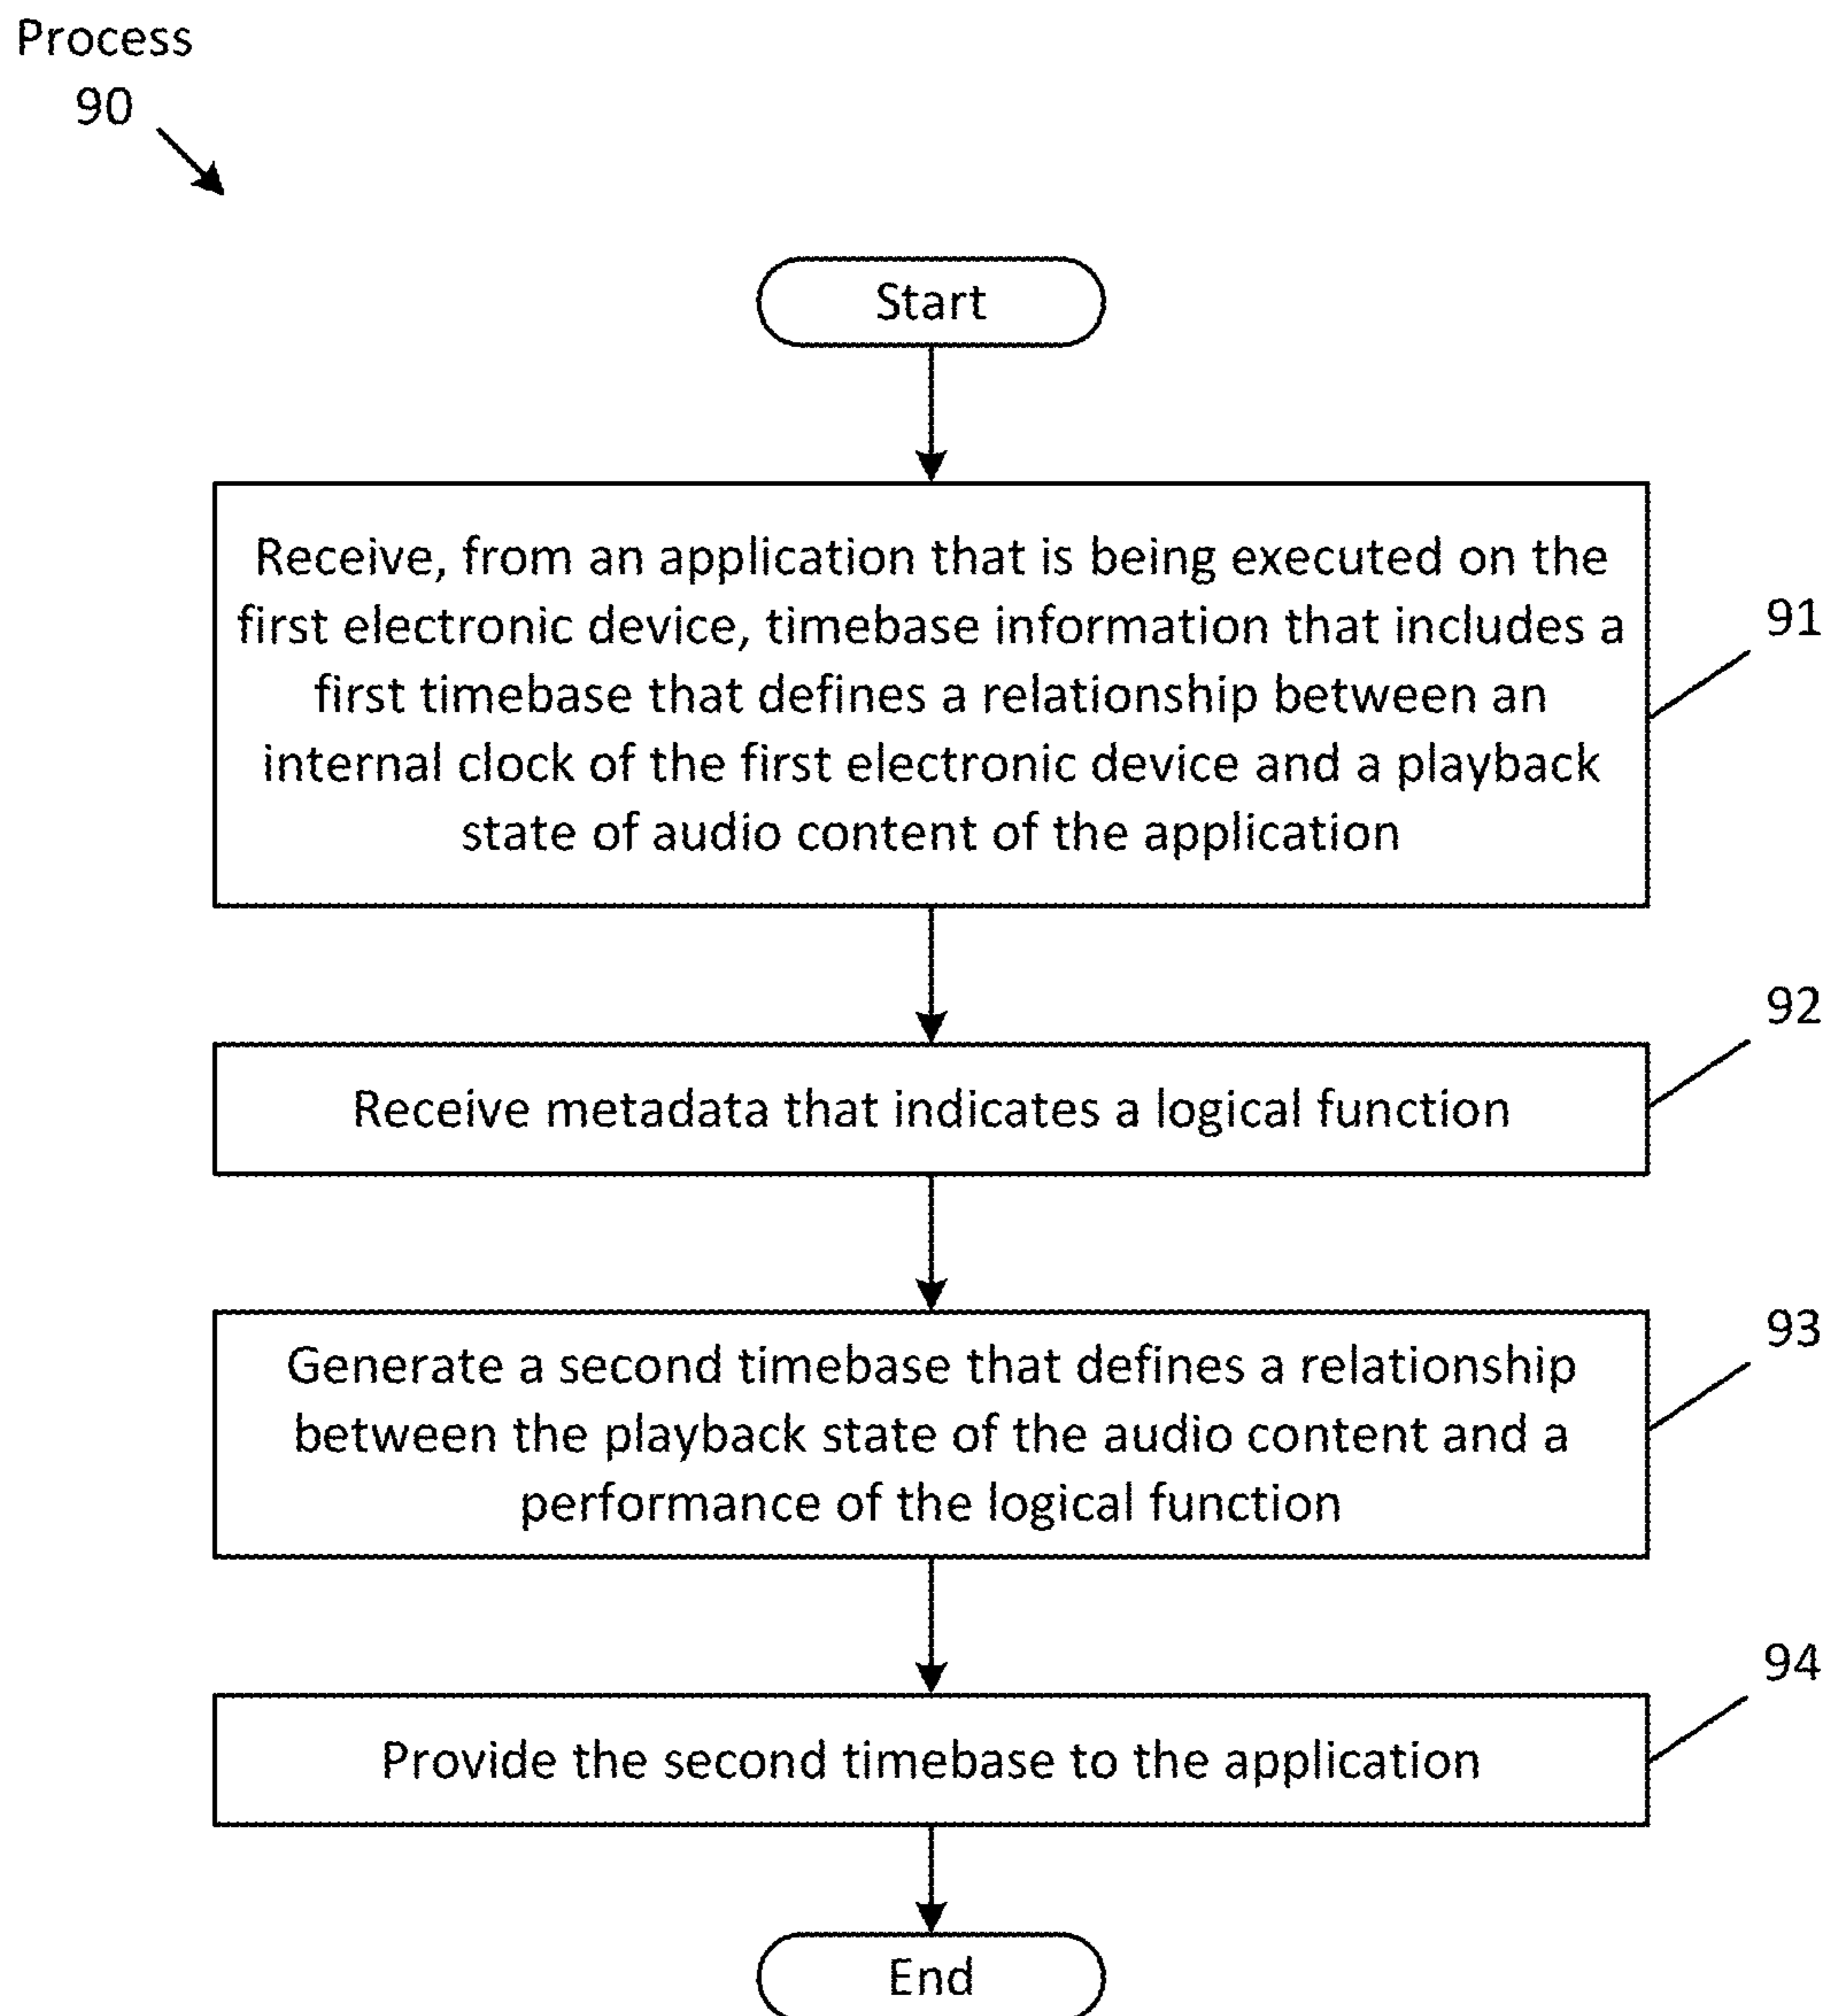 Process
90
Start
Receive, from an application that is being executed on the
first electronic device, timebase information that includes a
first timebase that defines a relationship between an
internal clock of the first electronic device and a playback
state of audio content of the application
91
92
Receive metadata that indicates a logical function
93
Generate a second timebase that defines a relationship
between the playback state of the audio content and a
performance of the logical function
94
Provide the second timebase to the application
End